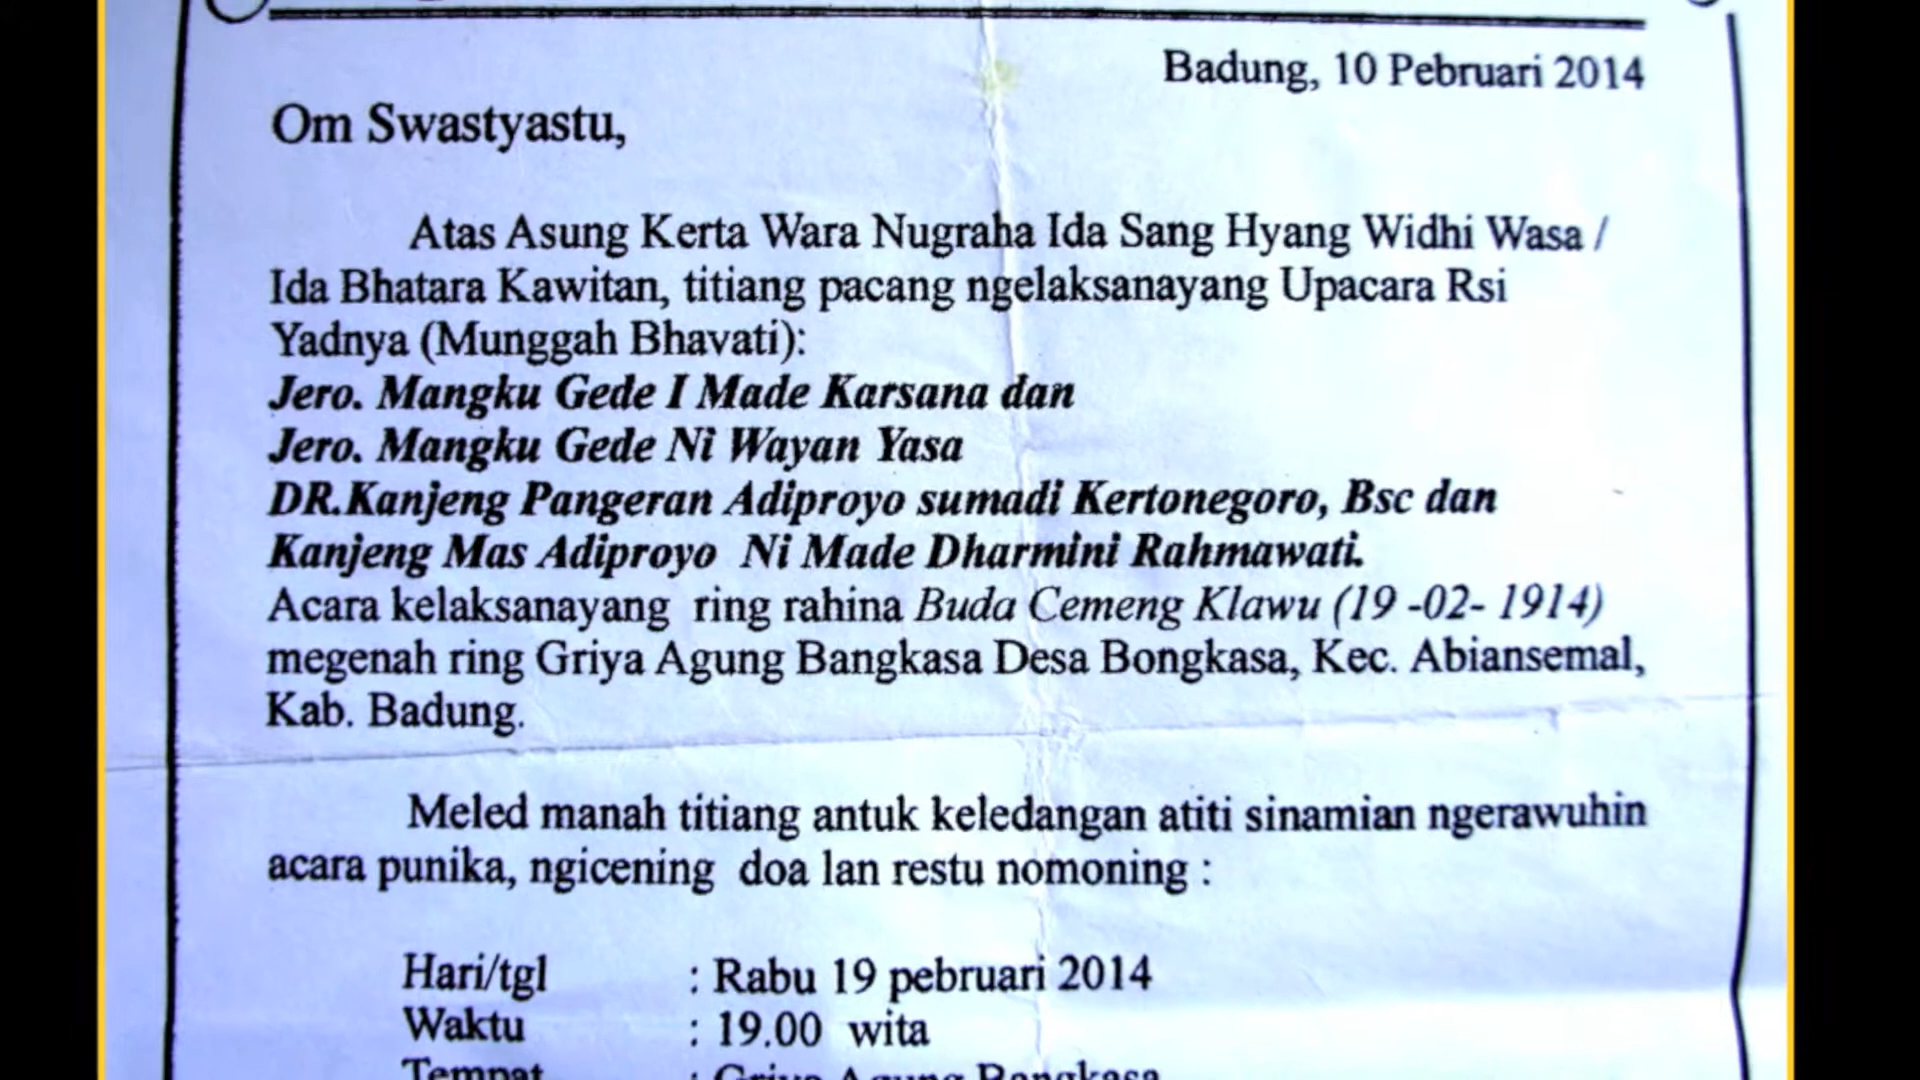 Badung, 10 Pebruari 2014
Om Swastyastu,
Atas Asung Kerta Wara Nugraha Ida Sang Hyang Widhi Wasa /
Ida Bhatara Kawitan, titiang pacang ngelaksanayang Upacara Rsi
Yadnya (Munggah Bhavati):
Jero. Mangku Gede I Made Karsana dan
Jero. Mangku Gede Ni Wayan Yasa
DR.Kanjeng Pangeran Adiproyo sumadi Kertonegoro, Bsc dan
Kanjeng Mas Adiproyo Ni Made Dharmini Rahmawati.
Acara kelaksanayang ring rahina Buda Cemeng Klawu (19 -02- 1914)
megenah ring Griya Agung Bangkasa Desa Bongkasa, Kec. Abiansemal,
Kab. Badung.
Meled manah titiang antuk keledangan atiti sinamian ngerawuhin
acara punika, ngicening doa lan restu nomoning :
Hari/tgl : Rabu 19 pebruari 2014
Waktu : 19.00 wita
Tempat : Griya Agung Bangkasa